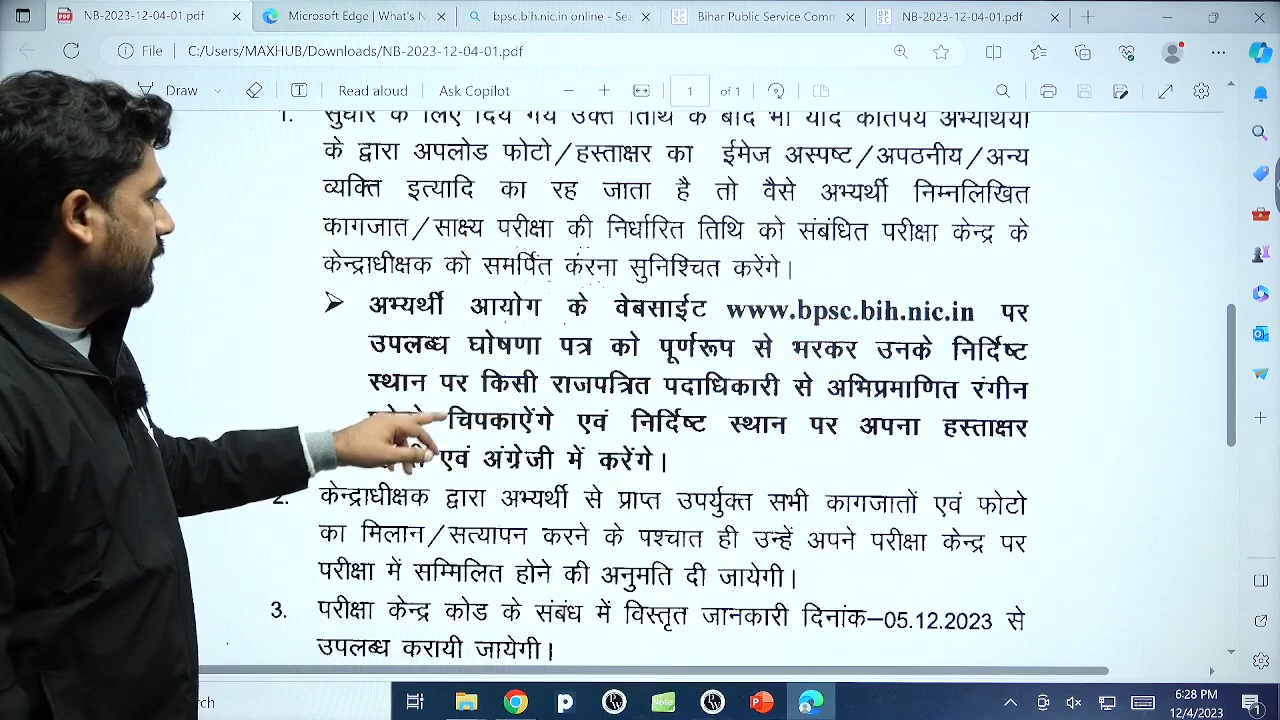 NB-2023-12-04-01.pdf
Microsoft Edge | What's N
bpsc.bih.nic.in online - Sea
Bihar Public Service Comm
NB-2023-12-04-01.pdf
File
C:/Users/MAXHUB/Downloads/NB-2023-12-04-01.pdf
Draw
Read aloud
Ask Copilot
1
of 1
1. सुधार के लिए दिये गये उक्त तिथि के बाद भी यदि कतिपय अभ्यर्थियों
के द्वारा अपलोड फोटो/हस्ताक्षर का ईमेज अस्पष्ट/अपठनीय/अन्य
व्यक्ति इत्यादि का रह जाता है तो वैसे अभ्यर्थी निम्नलिखित
कागजात/साक्ष्य परीक्षा की निर्धारित तिथि को संबंधित परीक्षा केन्द्र के
केन्द्राधीक्षक को समर्पित करना सुनिश्चित करेंगे।
➢ अभ्यर्थी आयोग के वेबसाईट www.bpsc.bih.nic.in पर
उपलब्ध घोषणा पत्र को पूर्णरूप से भरकर उनके निर्दिष्ट
स्थान पर किसी राजपत्रित पदाधिकारी से अभिप्रमाणित रंगीन
चिपकाऐंगे एवं निर्दिष्ट स्थान पर अपना हस्ताक्षर
एवं अंग्रेजी में करेंगे।
2. केन्द्राधीक्षक द्वारा अभ्यर्थी से प्राप्त उपर्युक्त सभी कागजातों एवं फोटो
का मिलान/सत्यापन करने के पश्चात ही उन्हें अपने परीक्षा केन्द्र पर
परीक्षा में सम्मिलित होने की अनुमति दी जायेगी।
3. परीक्षा केन्द्र कोड के संबंध में विस्तृत जानकारी दिनांक–05.12.2023 से
उपलब्ध करायी जायेगी।
rch
6:28 PM
12/4/2023